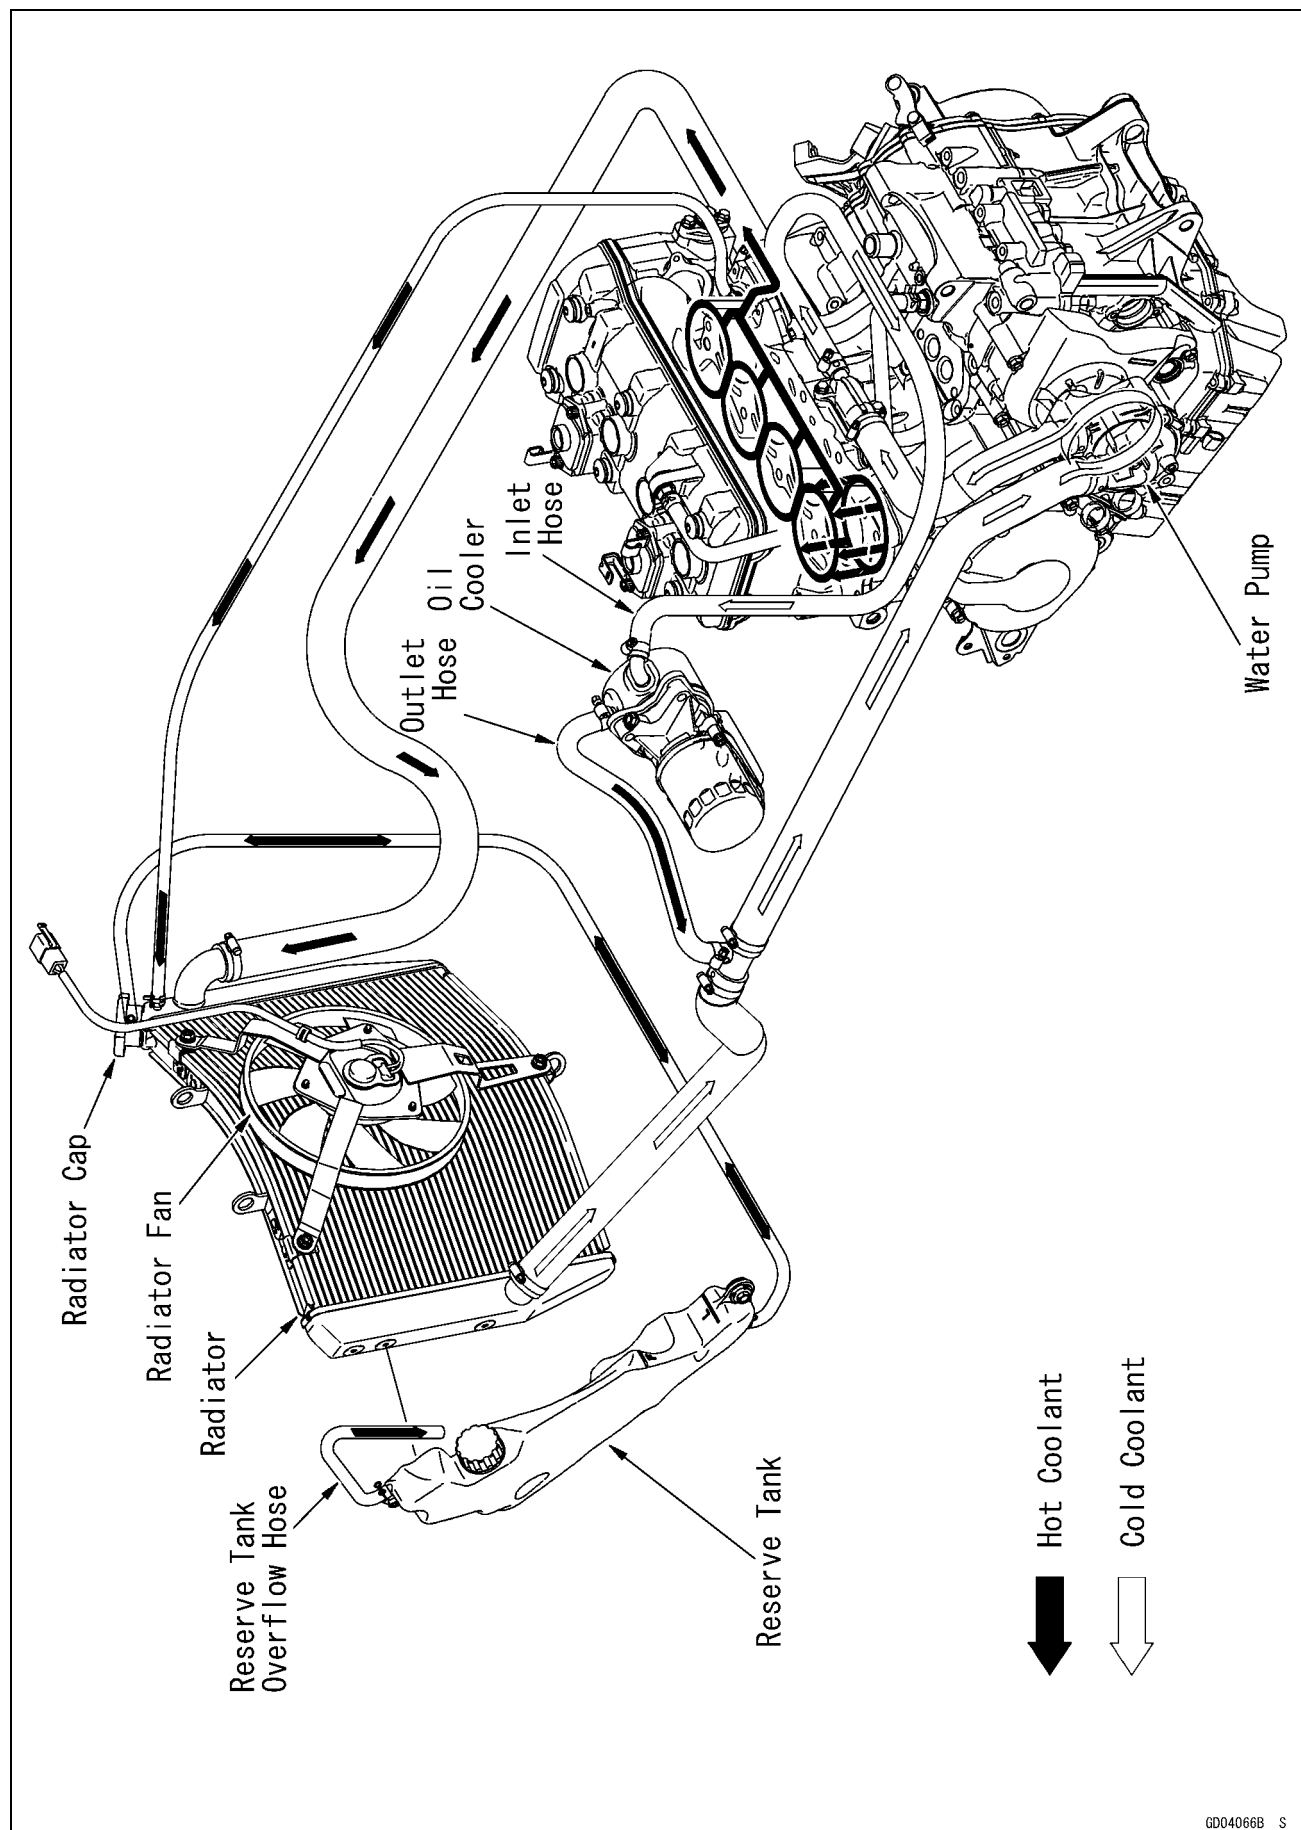 Radiator Cap
Radiator Fan
Radiator
Reserve Tank
Overflow Hose
Outlet
Hose
Oil
Cooler
Inlet
Hose
Reserve Tank
Water Pump
Hot Coolant
Cold Coolant
GD04066B S